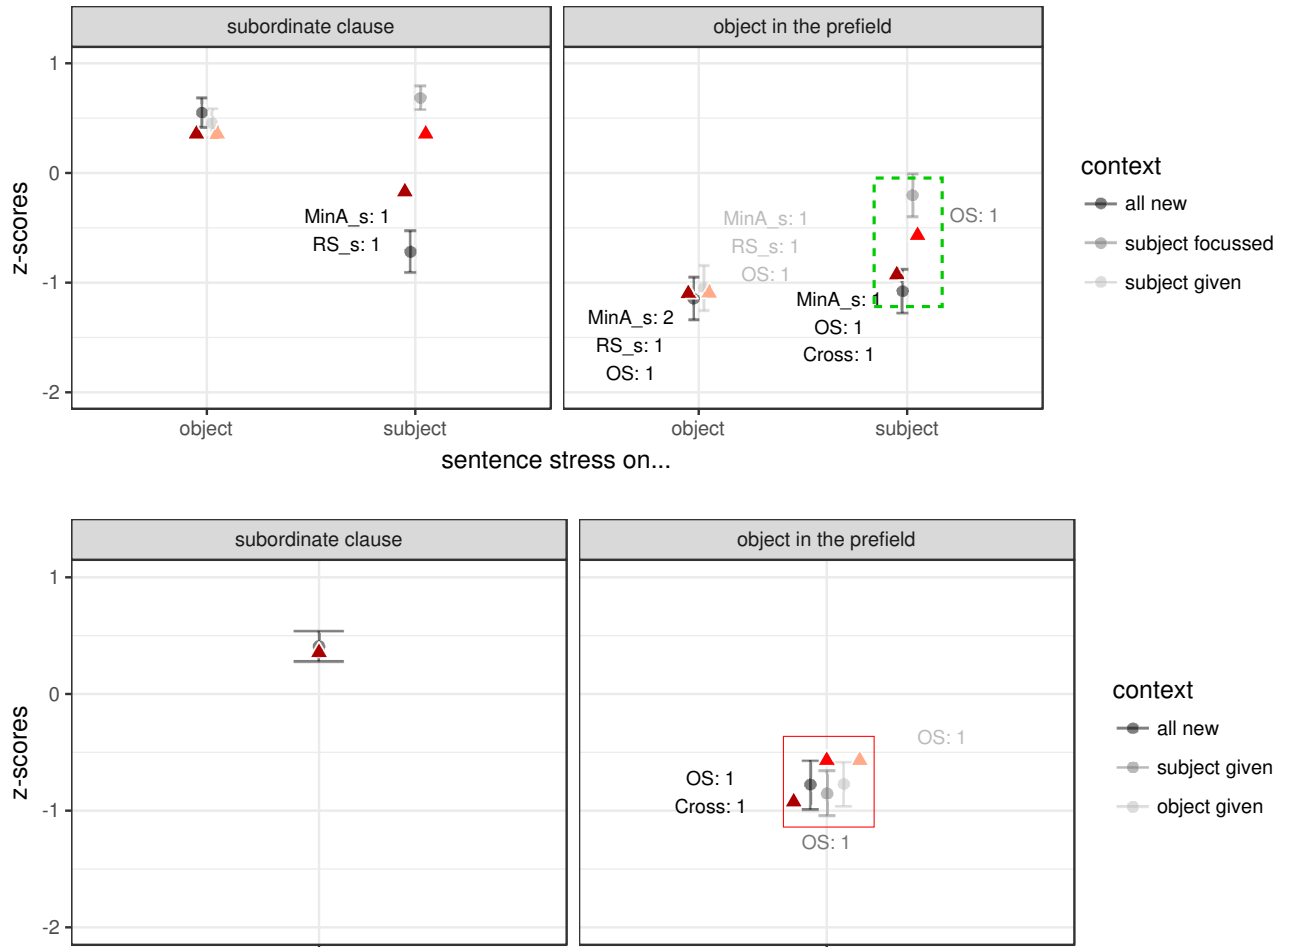 subordinate clause
object in the prefield
1
0
-1
-2
z-scores
MinA_s: 1
RS_s: 1
MinA_s: 1
RS_s: 1
OS: 1
OS: 1
MinA_s: 2
RS_s: 1
OS: 1
MinA_s: 1
OS: 1
Cross: 1
object
subject
object
subject
sentence stress on...
context
all new
subject focussed
subject given
subordinate clause
object in the prefield
1
0
-1
-2
z-scores
OS: 1
OS: 1
Cross: 1
OS: 1
context
all new
subject given
object given